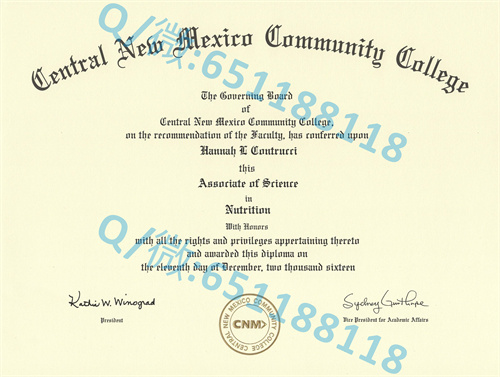 Central New Mexico Community College
The Governing Board
of
Central New Mexico Community College,
on the recommendation of the Faculty, has conferred upon
Hannah L Contrucci
this
Associate of Science
in
Nutrition
With Honors
with all the rights and privileges appertaining thereto
and awarded this diploma on
the eleventh day of December, two thousand sixteen
Kathie W. Winograd
President
Vice President for Academic Affairs
CENTRAL NEW MEXICO COMMUNITY COLLEGE
CNM
Q/微:651188118
Q/微:651188118